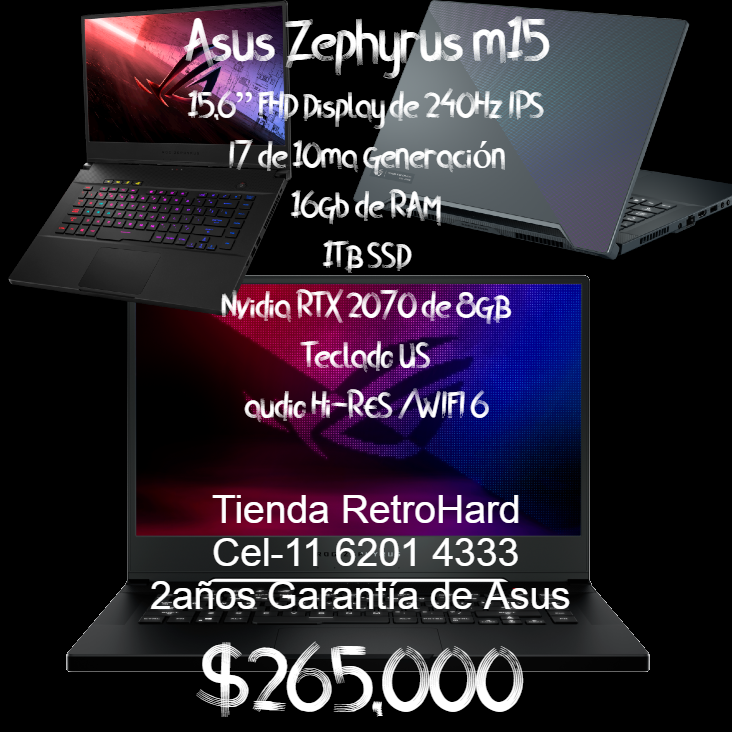 Asus Zephyrus m15
15,6” FHD Display de 240Hz IPS
I7 de 10ma Generación
16Gb de RAM
1TB SSD
Nvidia RTX 2070 de 8GB
Teclado US
audio Hi-RES /WIFI 6
Tienda RetroHard
Cel-11 6201 4333
2años Garantía de Asus
$265,000